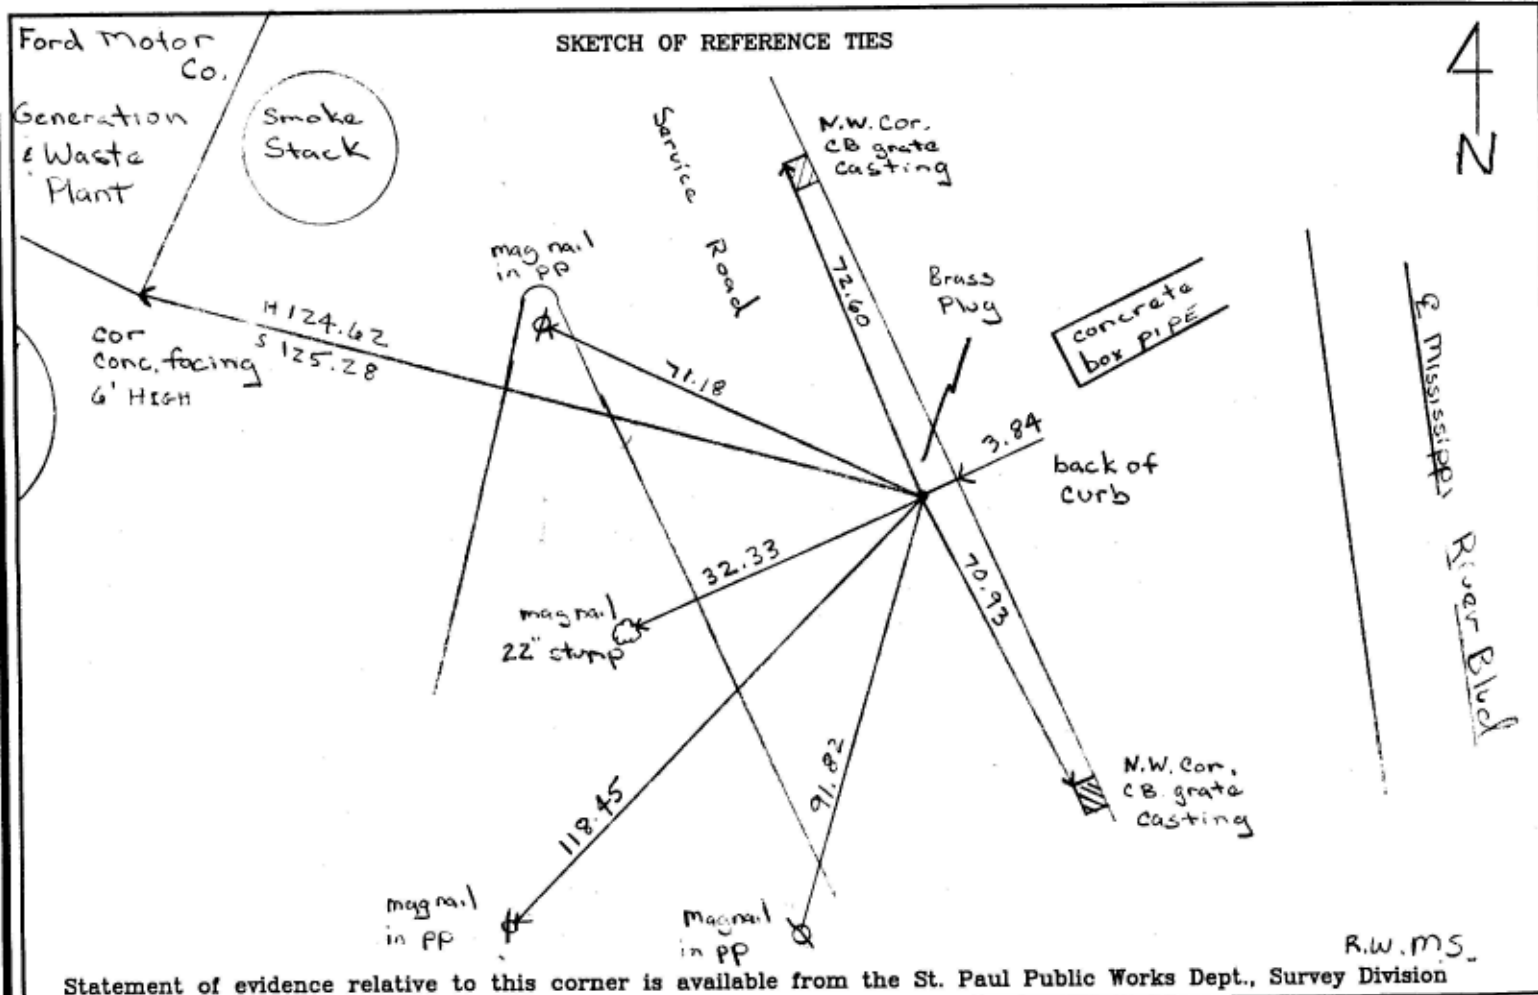 SKETCH OF REFERENCE TIES
Ford Motor
Co.
Generation
& Waste
Plant
Smoke
Stack
Service Road
N.W. Cor.
CB grate
casting
N
mag nail
in PP
Brass
Plug
concrete
box PIPE
℄ Mississippi River Blvd
72.60
H 124.62
S 125.28
cor
conc. facing
6' HIGH
71.18
3.84
back of
curb
32.33
70.93
mag nail
22" stump
118.45
91.82
N.W. Cor.
CB grate
casting
mag nail
in PP
Mag nail
in PP
R.W.M.S.
Statement of evidence relative to this corner is available from the St. Paul Public Works Dept., Survey Division